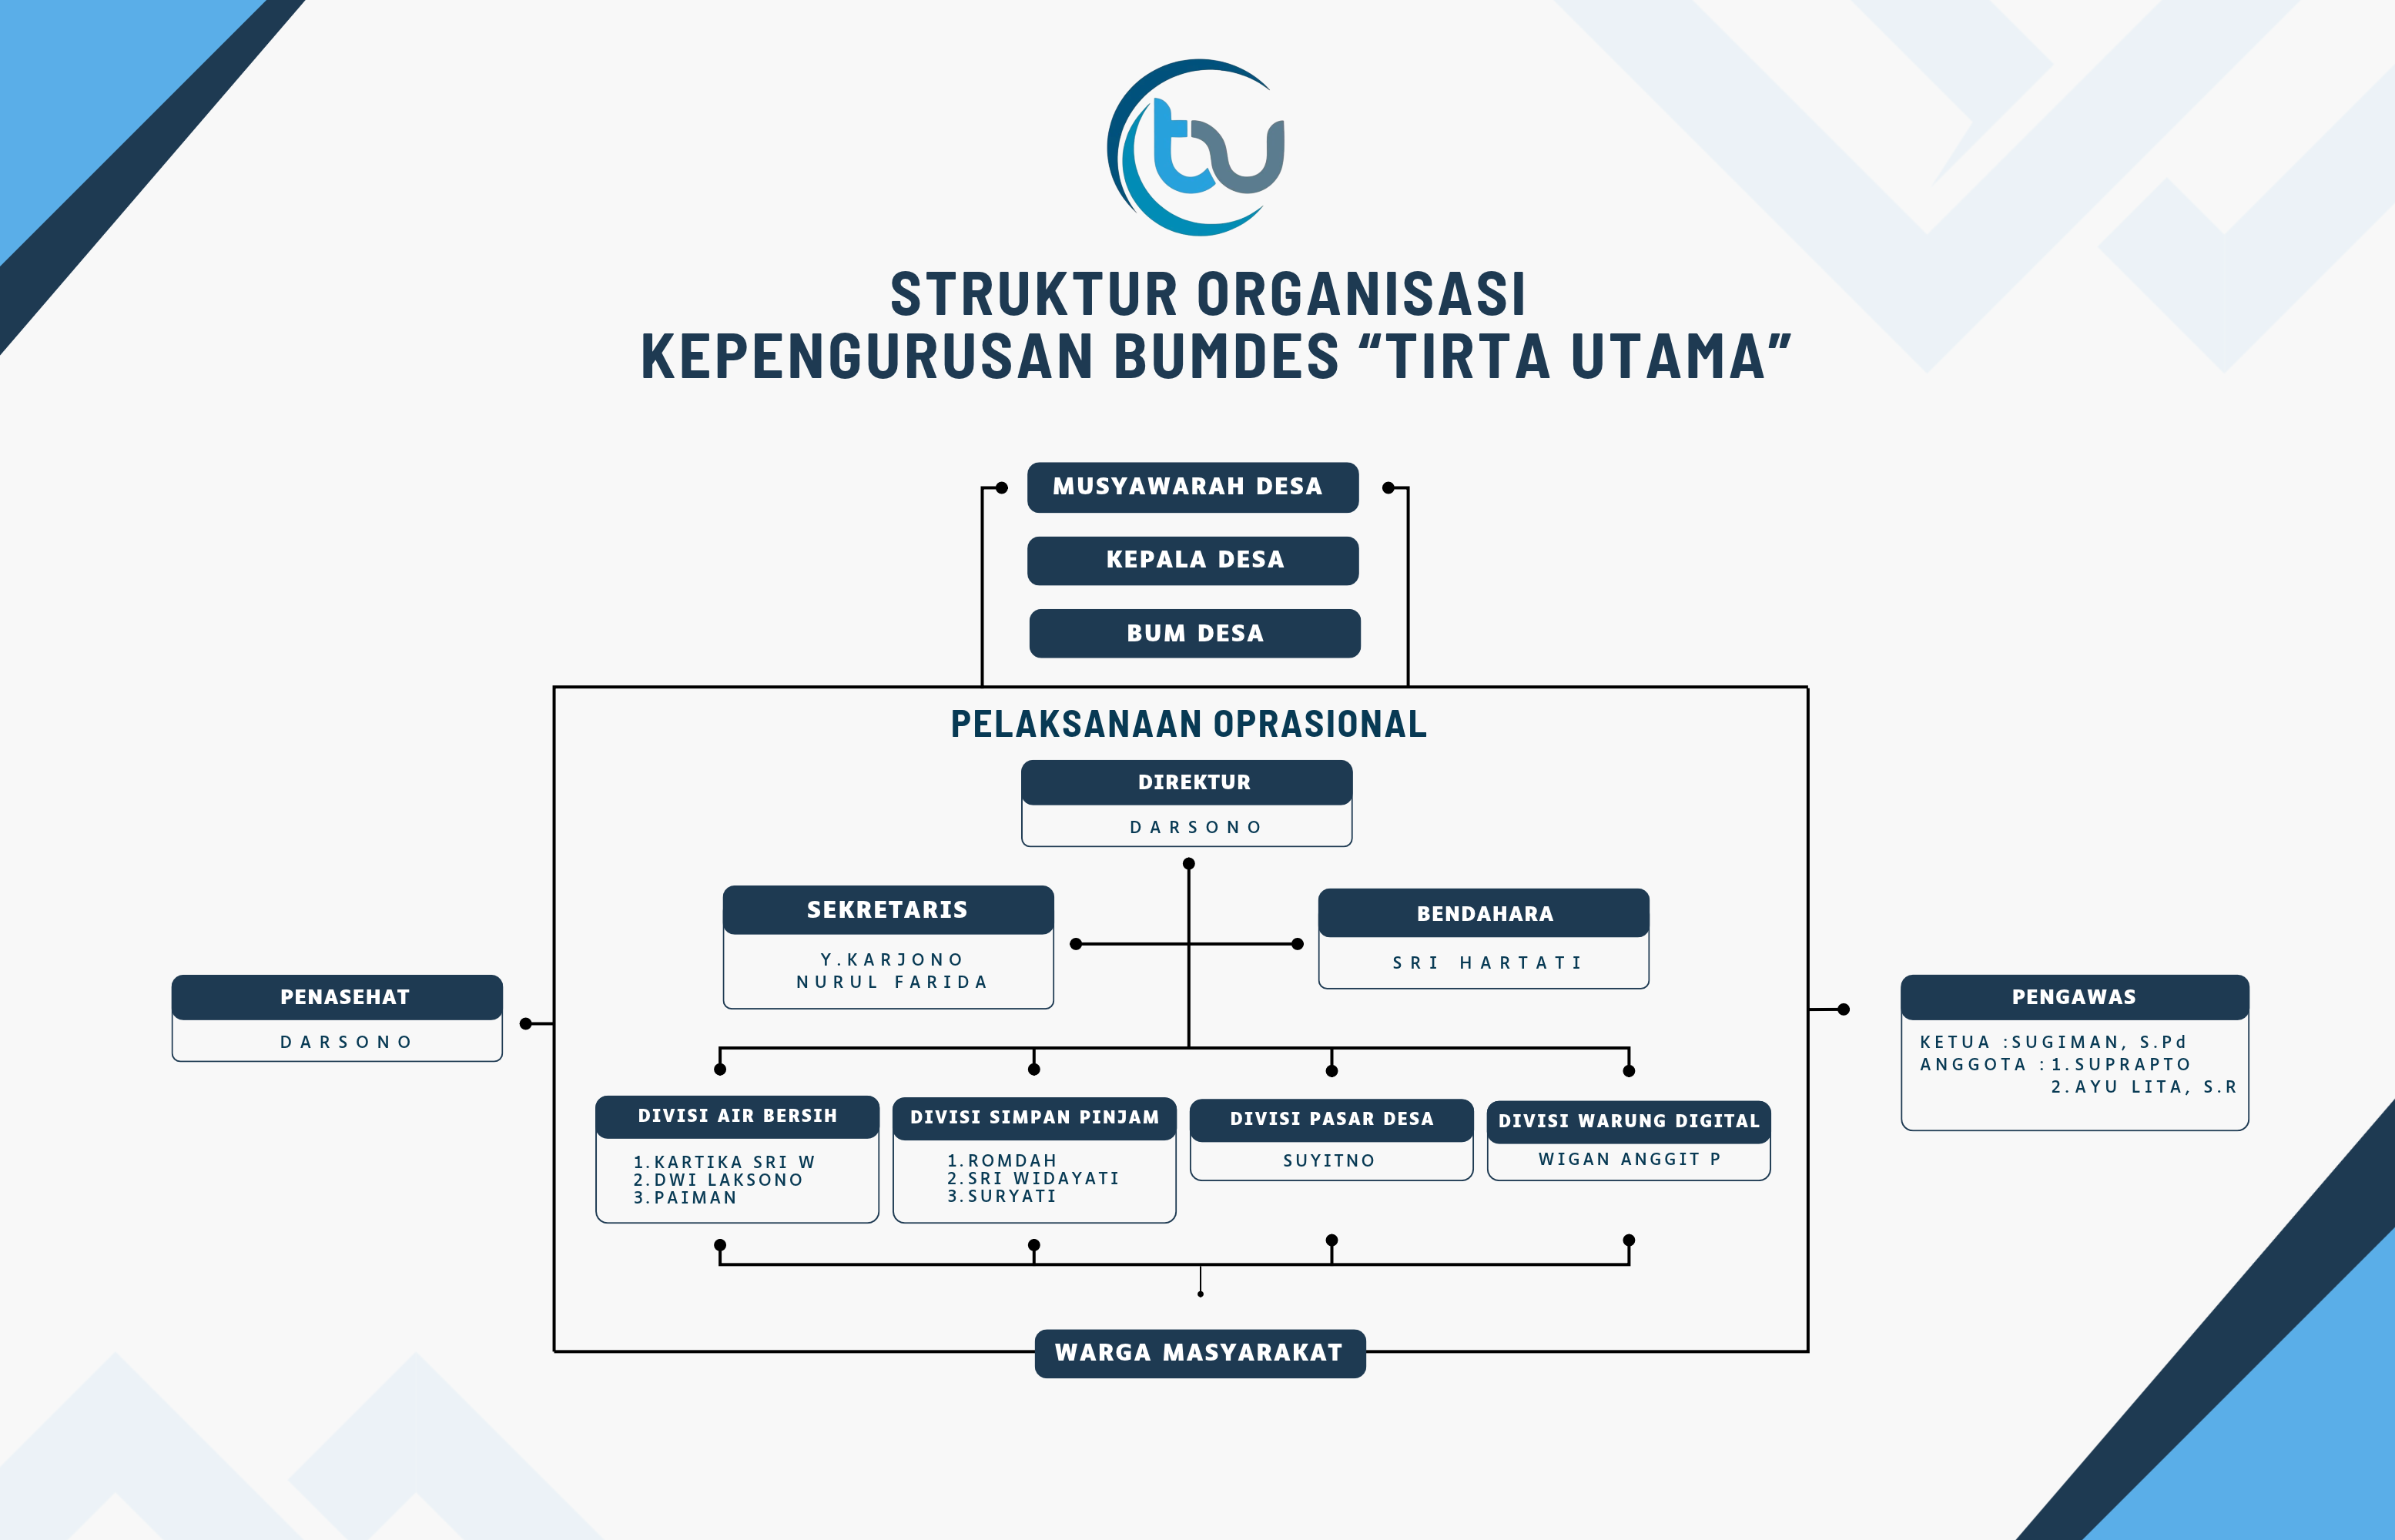 tu
STRUKTUR ORGANISASI
KEPENGURUSAN BUMDES “TIRTA UTAMA”
MUSYAWARAH DESA
KEPALA DESA
BUM DESA
PELAKSANAAN OPRASIONAL
DIREKTUR
DARSONO
SEKRETARIS
Y.KARJONO
NURUL FARIDA
BENDAHARA
SRI HARTATI
PENASEHAT
DARSONO
PENGAWAS
KETUA :SUGIMAN, S.Pd
ANGGOTA :1.SUPRAPTO
2.AYU LITA, S.R
DIVISI AIR BERSIH
1.KARTIKA SRI W
2.DWI LAKSONO
3.PAIMAN
DIVISI SIMPAN PINJAM
1.ROMDAH
2.SRI WIDAYATI
3.SURYATI
DIVISI PASAR DESA
SUYITNO
DIVISI WARUNG DIGITAL
WIGAN ANGGIT P
WARGA MASYARAKAT